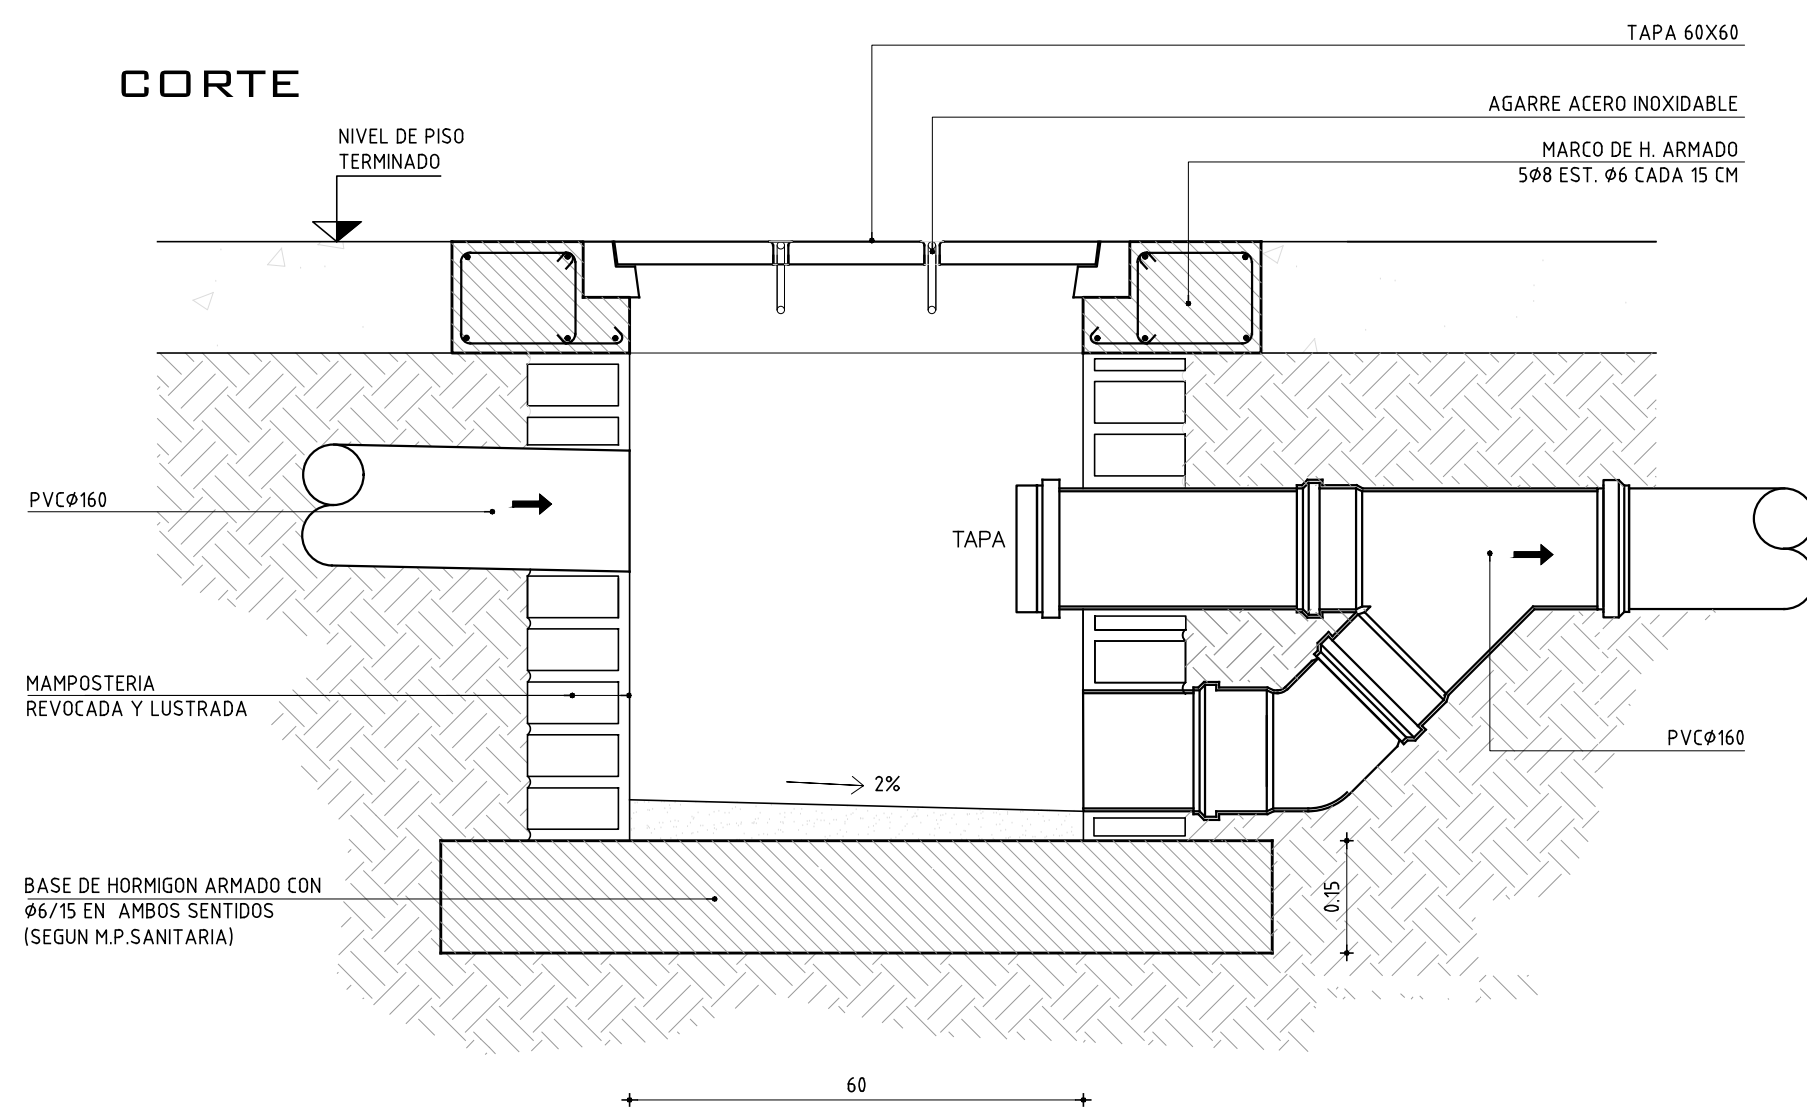 CORTE
TAPA 60X60
AGARRE ACERO INOXIDABLE
NIVEL DE PISO
TERMINADO
MARCO DE H. ARMADO
5Ø8 EST. Ø6 CADA 15 CM
PVCØ160
TAPA
MAMPOSTERIA
REVOCADA Y LUSTRADA
PVCØ160
2%
BASE DE HORMIGON ARMADO CON
Ø6/15 EN AMBOS SENTIDOS
(SEGUN M.P.SANITARIA)
0.15
60